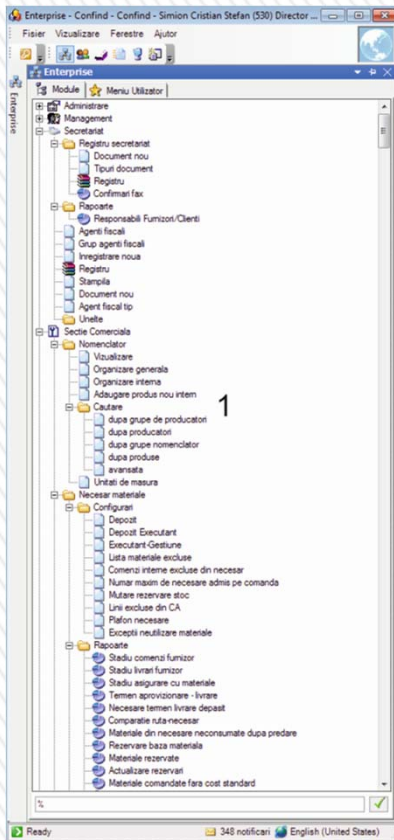 Enterprise - Confind - Confind - Simion Cristian Stefan (530) Director ...
Fisier Vizualizare Ferestre Ajutor
Enterprise
Enterprise
Module Meniu Utilizator
Administrare
Management
Secretariat
Registru secretariat
Document nou
Tipuri document
Registru
Confirmari fax
Rapoarte
Responsabili Furnizori/Clienti
Agenti fiscali
Grup agenti fiscali
Inregistrare noua
Registru
Stampila
Document nou
Agent fiscal tip
Unelte
Sectie Comerciala
Nomenclator
Vizualizare
Organizare generala
Organizare interna
Adaugare produs nou intern
Cautare
1
dupa grupe de producatori
dupa producatori
dupa grupe nomenclator
dupa produse
avansata
Unitati de masura
Necesar materiale
Configurari
Depozit
Depozit Executant
Executant-Gestiune
Lista materiale excluse
Comenzi interne excluse din necesar
Numar maxim de necesare admis pe comanda
Mutare rezervare stoc
Linii excluse din CA
Plafon necesare
Exceptii neutilizare materiale
Rapoarte
Stadiu comenzi furnizor
Stadiu livrari furnizor
Stadiu asigurare cu materiale
Termen aprovizionare - livrare
Necesare termen livrare depasit
Comparatie ruta-necesar
Materiale din necesar neconsumate dupa predare
Rezervare baza materiala
Materiale rezervate
Actualizare rezervari
Materiale comandate fara cost standard
%
Ready 348 notificari English (United States)